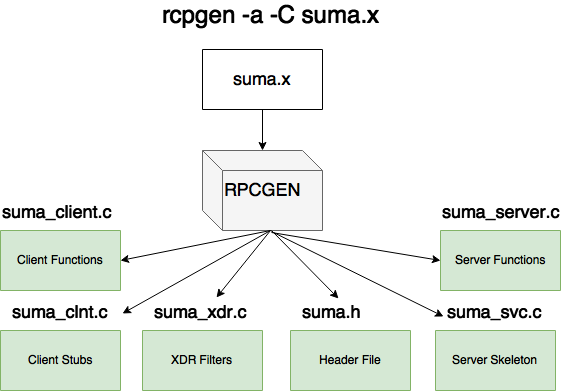 rcpgen -a -C suma.x
suma.x
RPCGEN
suma_client.c
suma_server.c
Client Functions
Server Functions
suma_clnt.c
suma_xdr.c
suma.h
suma_svc.c
Client Stubs
XDR Filters
Header File
Server Skeleton